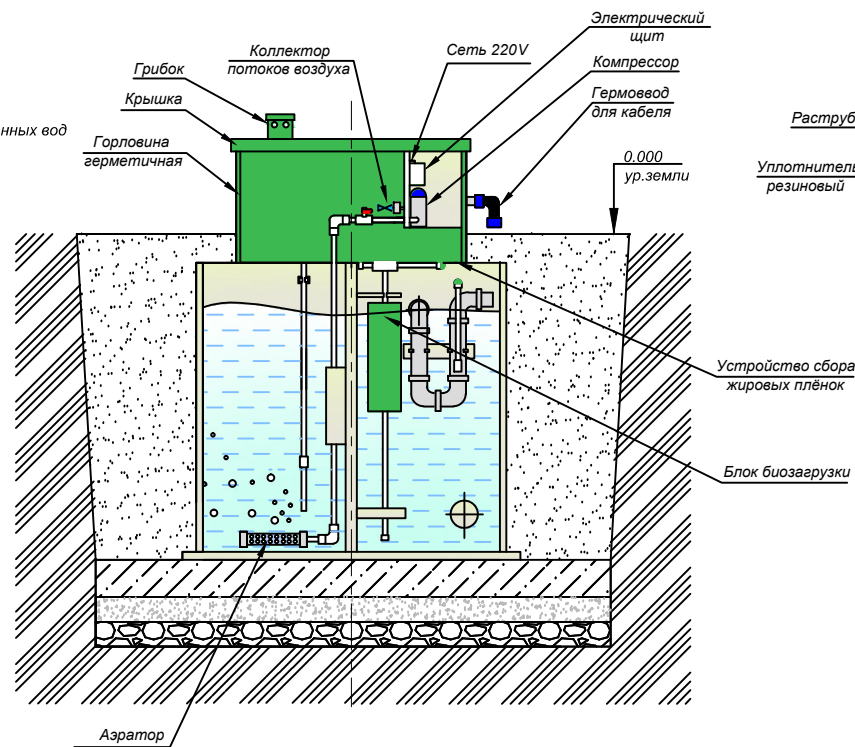 Электрический
щит
Коллектор
потоков воздуха
Сеть 220V
Компрессор
Грибок
Крышка
Гермоввод
для кабеля
нных вод
Раструб
Горловина
герметичная
0.000
ур.земли
Уплотнитель
резиновый
Устройство сбора
жировых плёнок
Блок биозагрузки
Аэратор